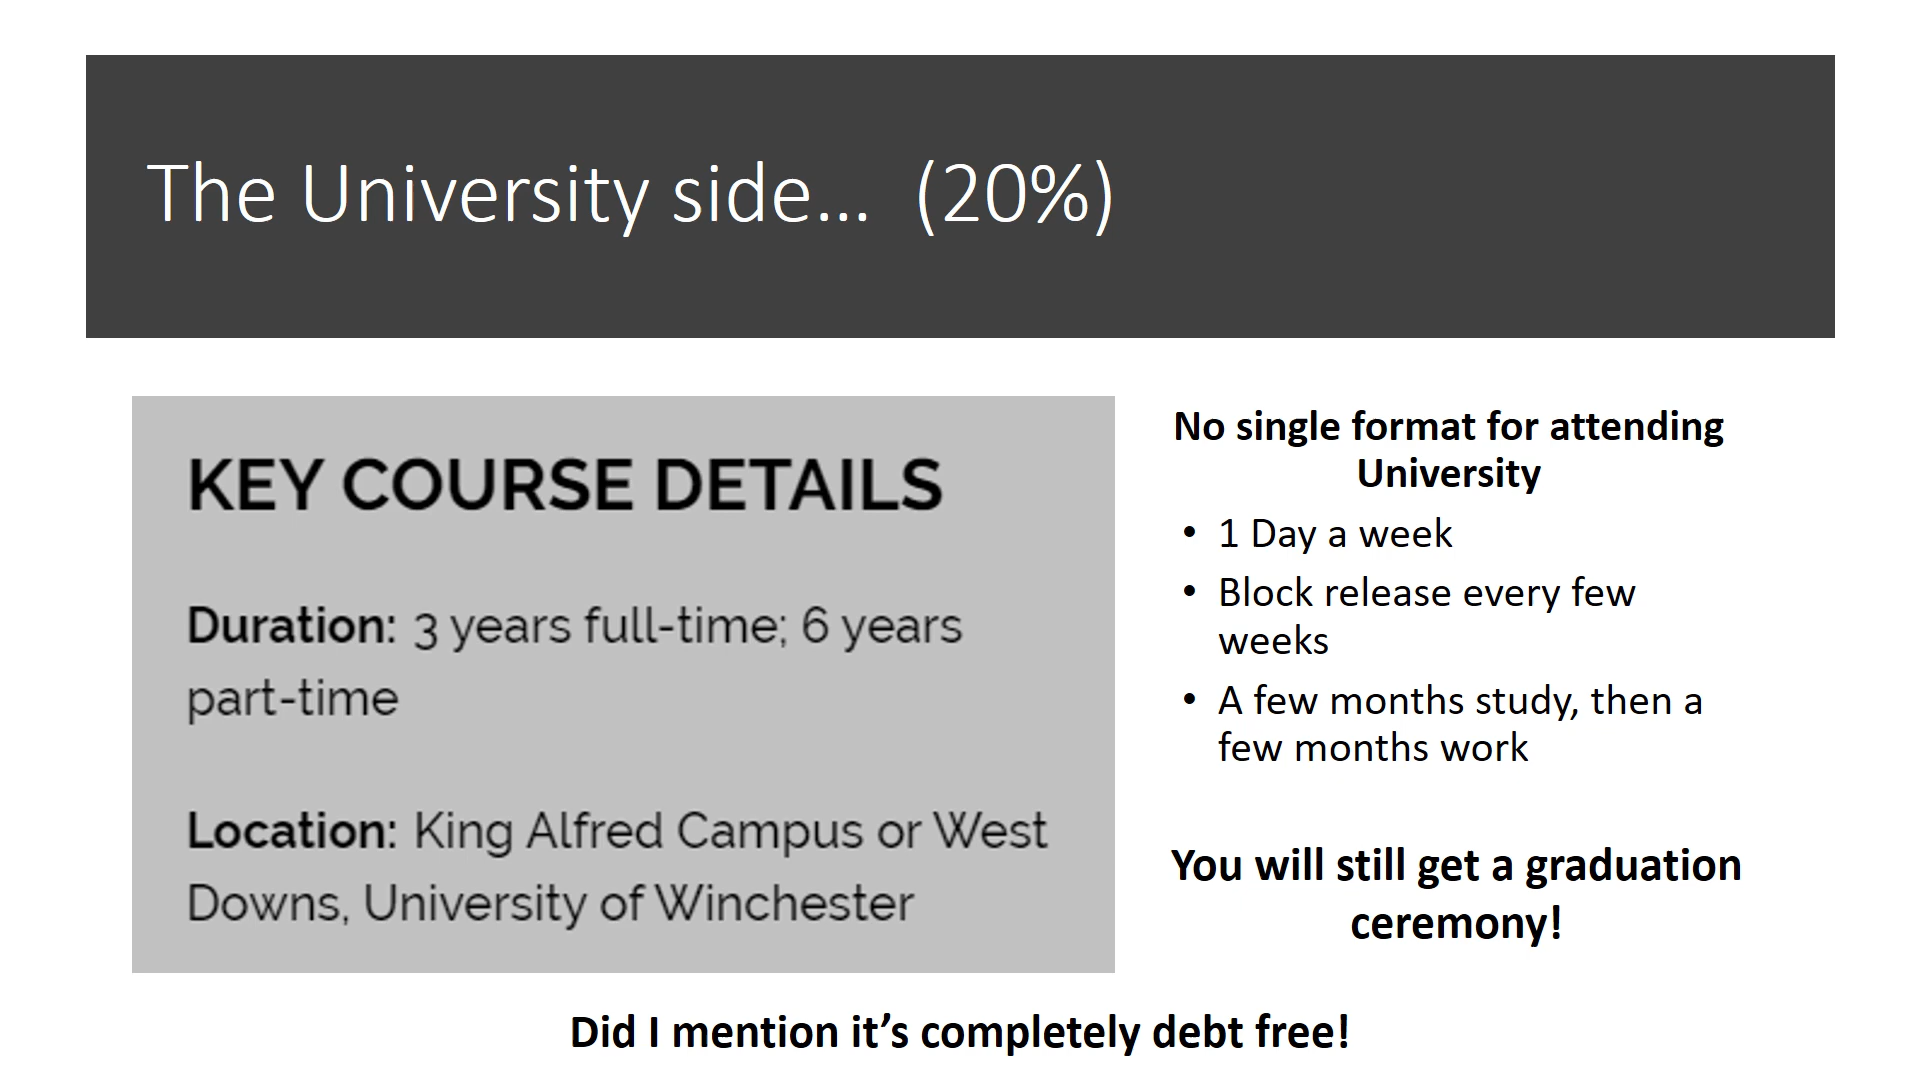 The University side… (20%)
KEY COURSE DETAILS
Duration: 3 years full-time; 6 years
part-time
Location: King Alfred Campus or West
Downs, University of Winchester
No single format for attending
University
• 1 Day a week
• Block release every few
weeks
• A few months study, then a
few months work
You will still get a graduation
ceremony!
Did I mention it’s completely debt free!